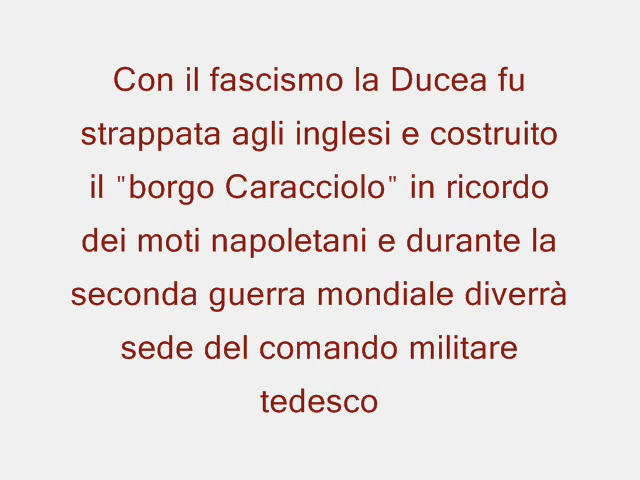 Con il fascismo la Ducea fu
strappata agli inglesi e costruito
il "borgo Caracciolo" in ricordo
dei moti napoletani e durante la
seconda guerra mondiale diverrà
sede del comando militare
tedesco